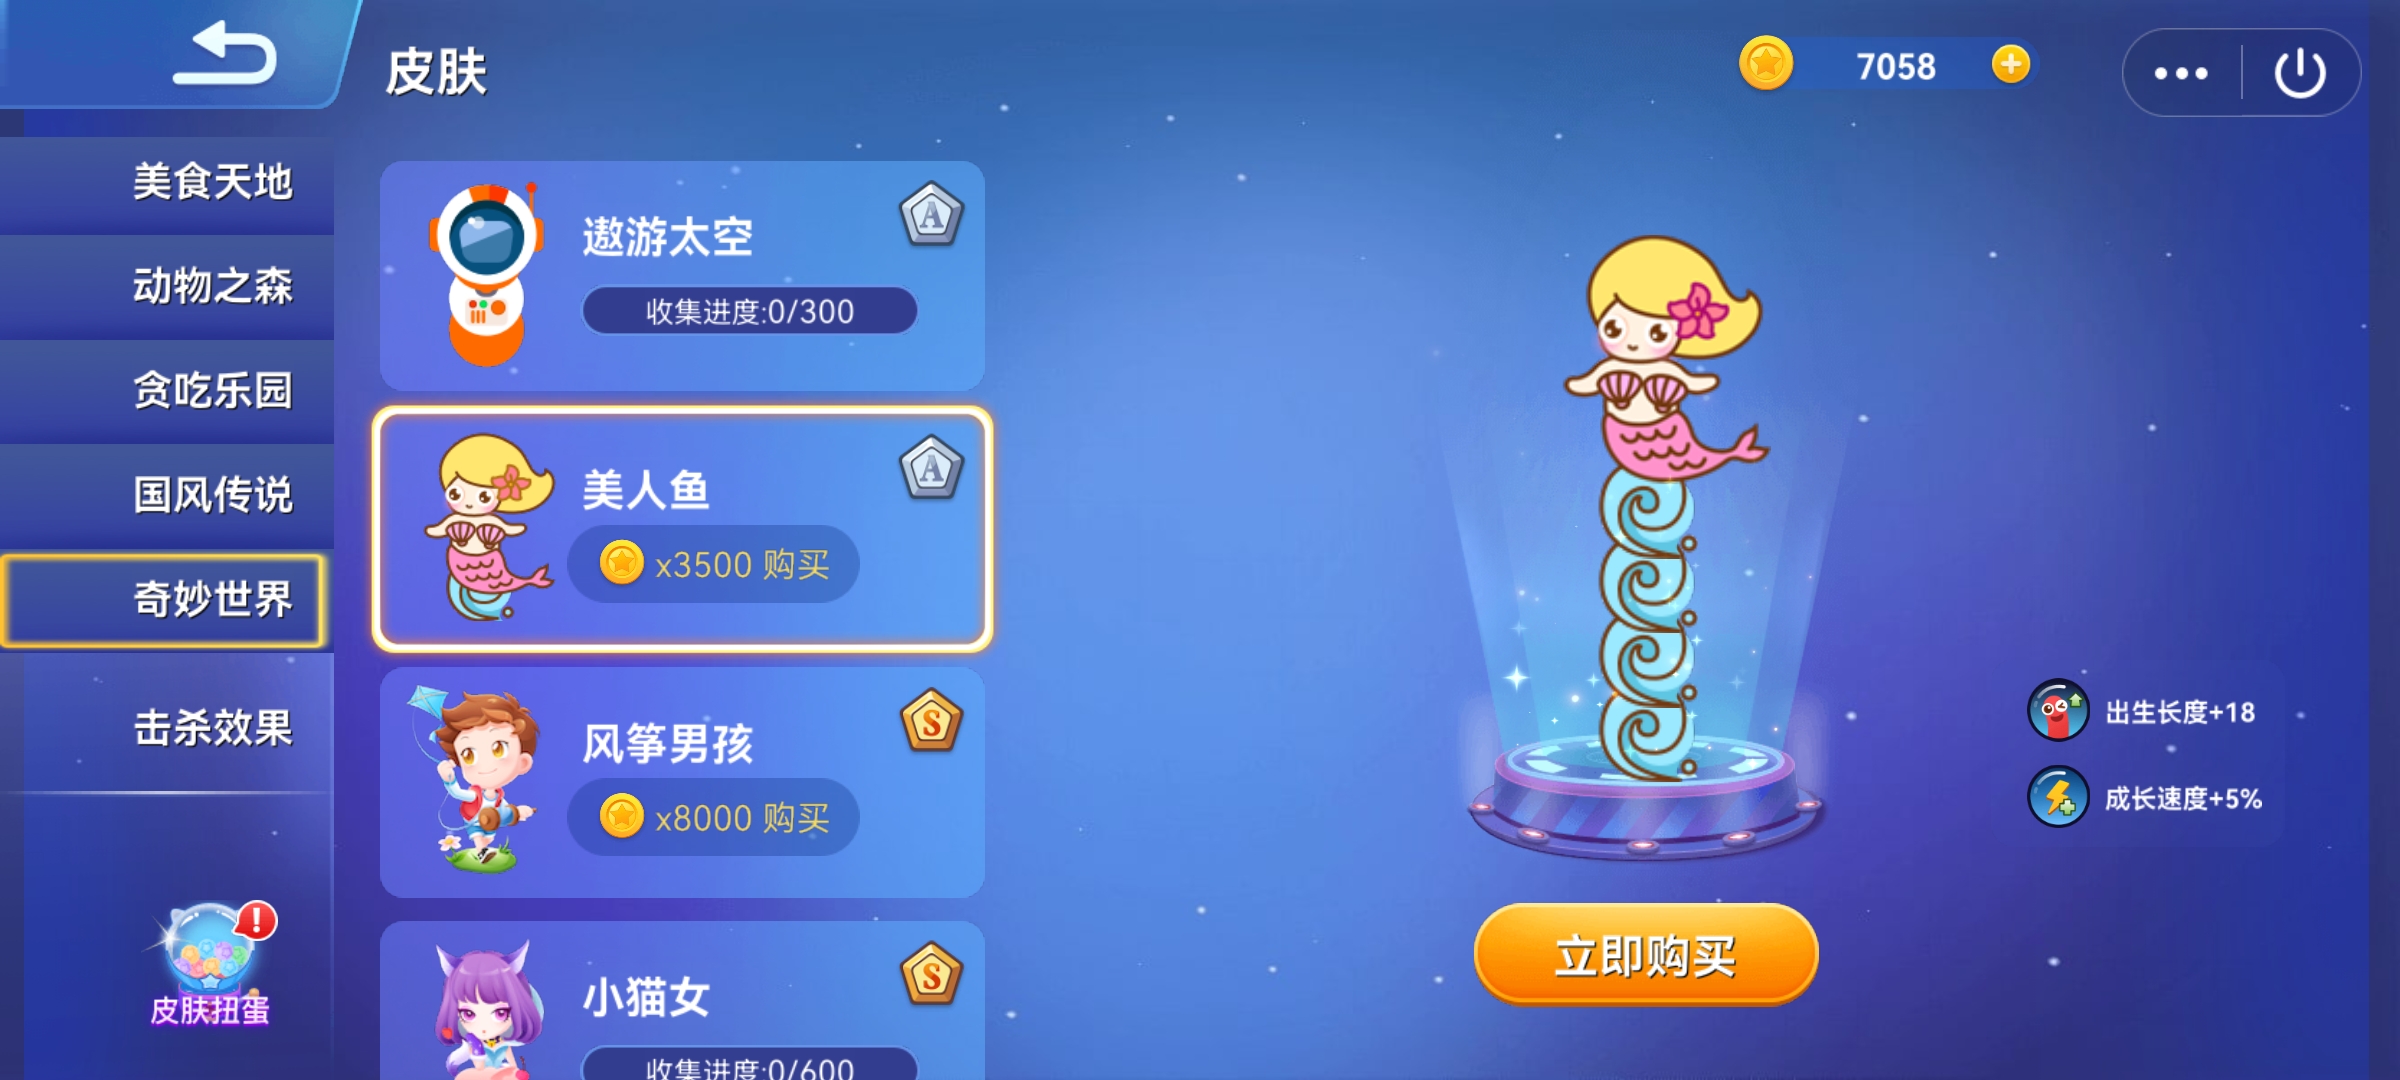 皮肤
7058
美食天地
动物之森
贪吃乐园
国风传说
奇妙世界
击杀效果
皮肤扭蛋
遨游太空
A
收集进度:0/300
美人鱼
A
x3500 购买
风筝男孩
S
x8000 购买
小猫女
S
收集进度:0/600
出生长度+18
成长速度+5%
立即购买